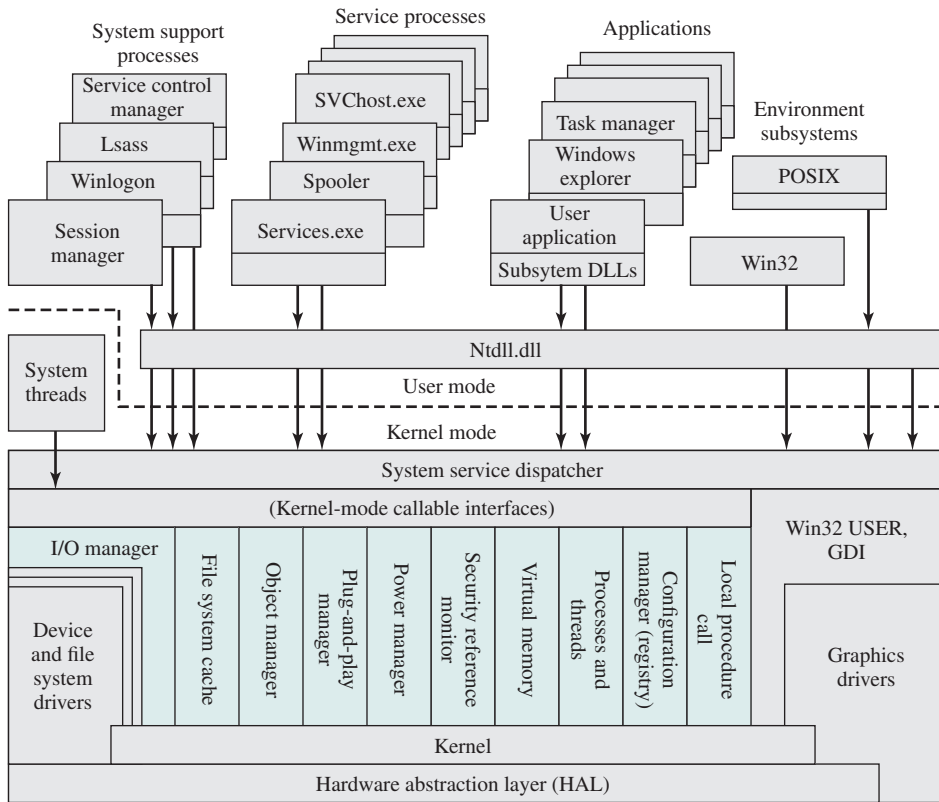 System support
processes
Service processes
Applications
Environment
subsystems
Service control
manager
Lsass
Winlogon
Session
manager
SVChost.exe
Winmgmt.exe
Spooler
Services.exe
Task manager
Windows
explorer
User
application
Subsytem DLLs
POSIX
Win32
System
threads
Ntdll.dll
User mode
Kernel mode
System service dispatcher
(Kernel-mode callable interfaces)
I/O manager
Device
and file
system
drivers
File system cache
Object manager
Plug-and-play
manager
Power manager
Security reference
monitor
Virtual memory
Processes and
threads
Configuration
manager (registry)
Local procedure
call
Win32 USER,
GDI
Graphics
drivers
Kernel
Hardware abstraction layer (HAL)